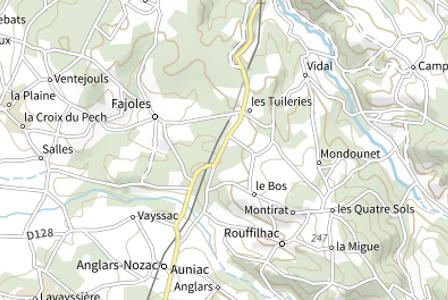 ebats
ux
Vidal
Camp
Ventejouls
la Plaine
Fajoles
les Tuileries
la Croix du Pech
Salles
Mondounet
le Bos
Vayssac
Montirat
les Quatre Sols
D128
Rouffilhac
247
la Migue
Anglars-Nozac
Auniac
Anglars
Lavayssière